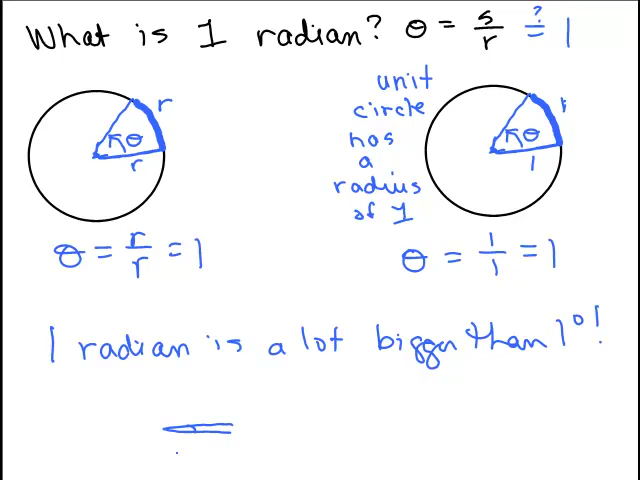 What is 1 radian? θ = s/r ≟ 1
r
θ
r
θ = r/r = 1
unit
circle
has
a
radius
of 1
θ
1
θ = 1/1 = 1
1 radian is a lot bigger than 1°!